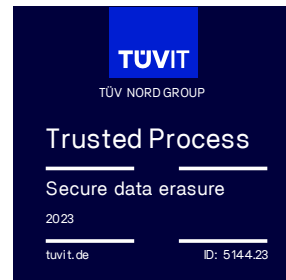 TÜVIT
TÜV NORD GROUP
Trusted Process
Secure data erasure
2023
tuvit.de ID: 5144.23